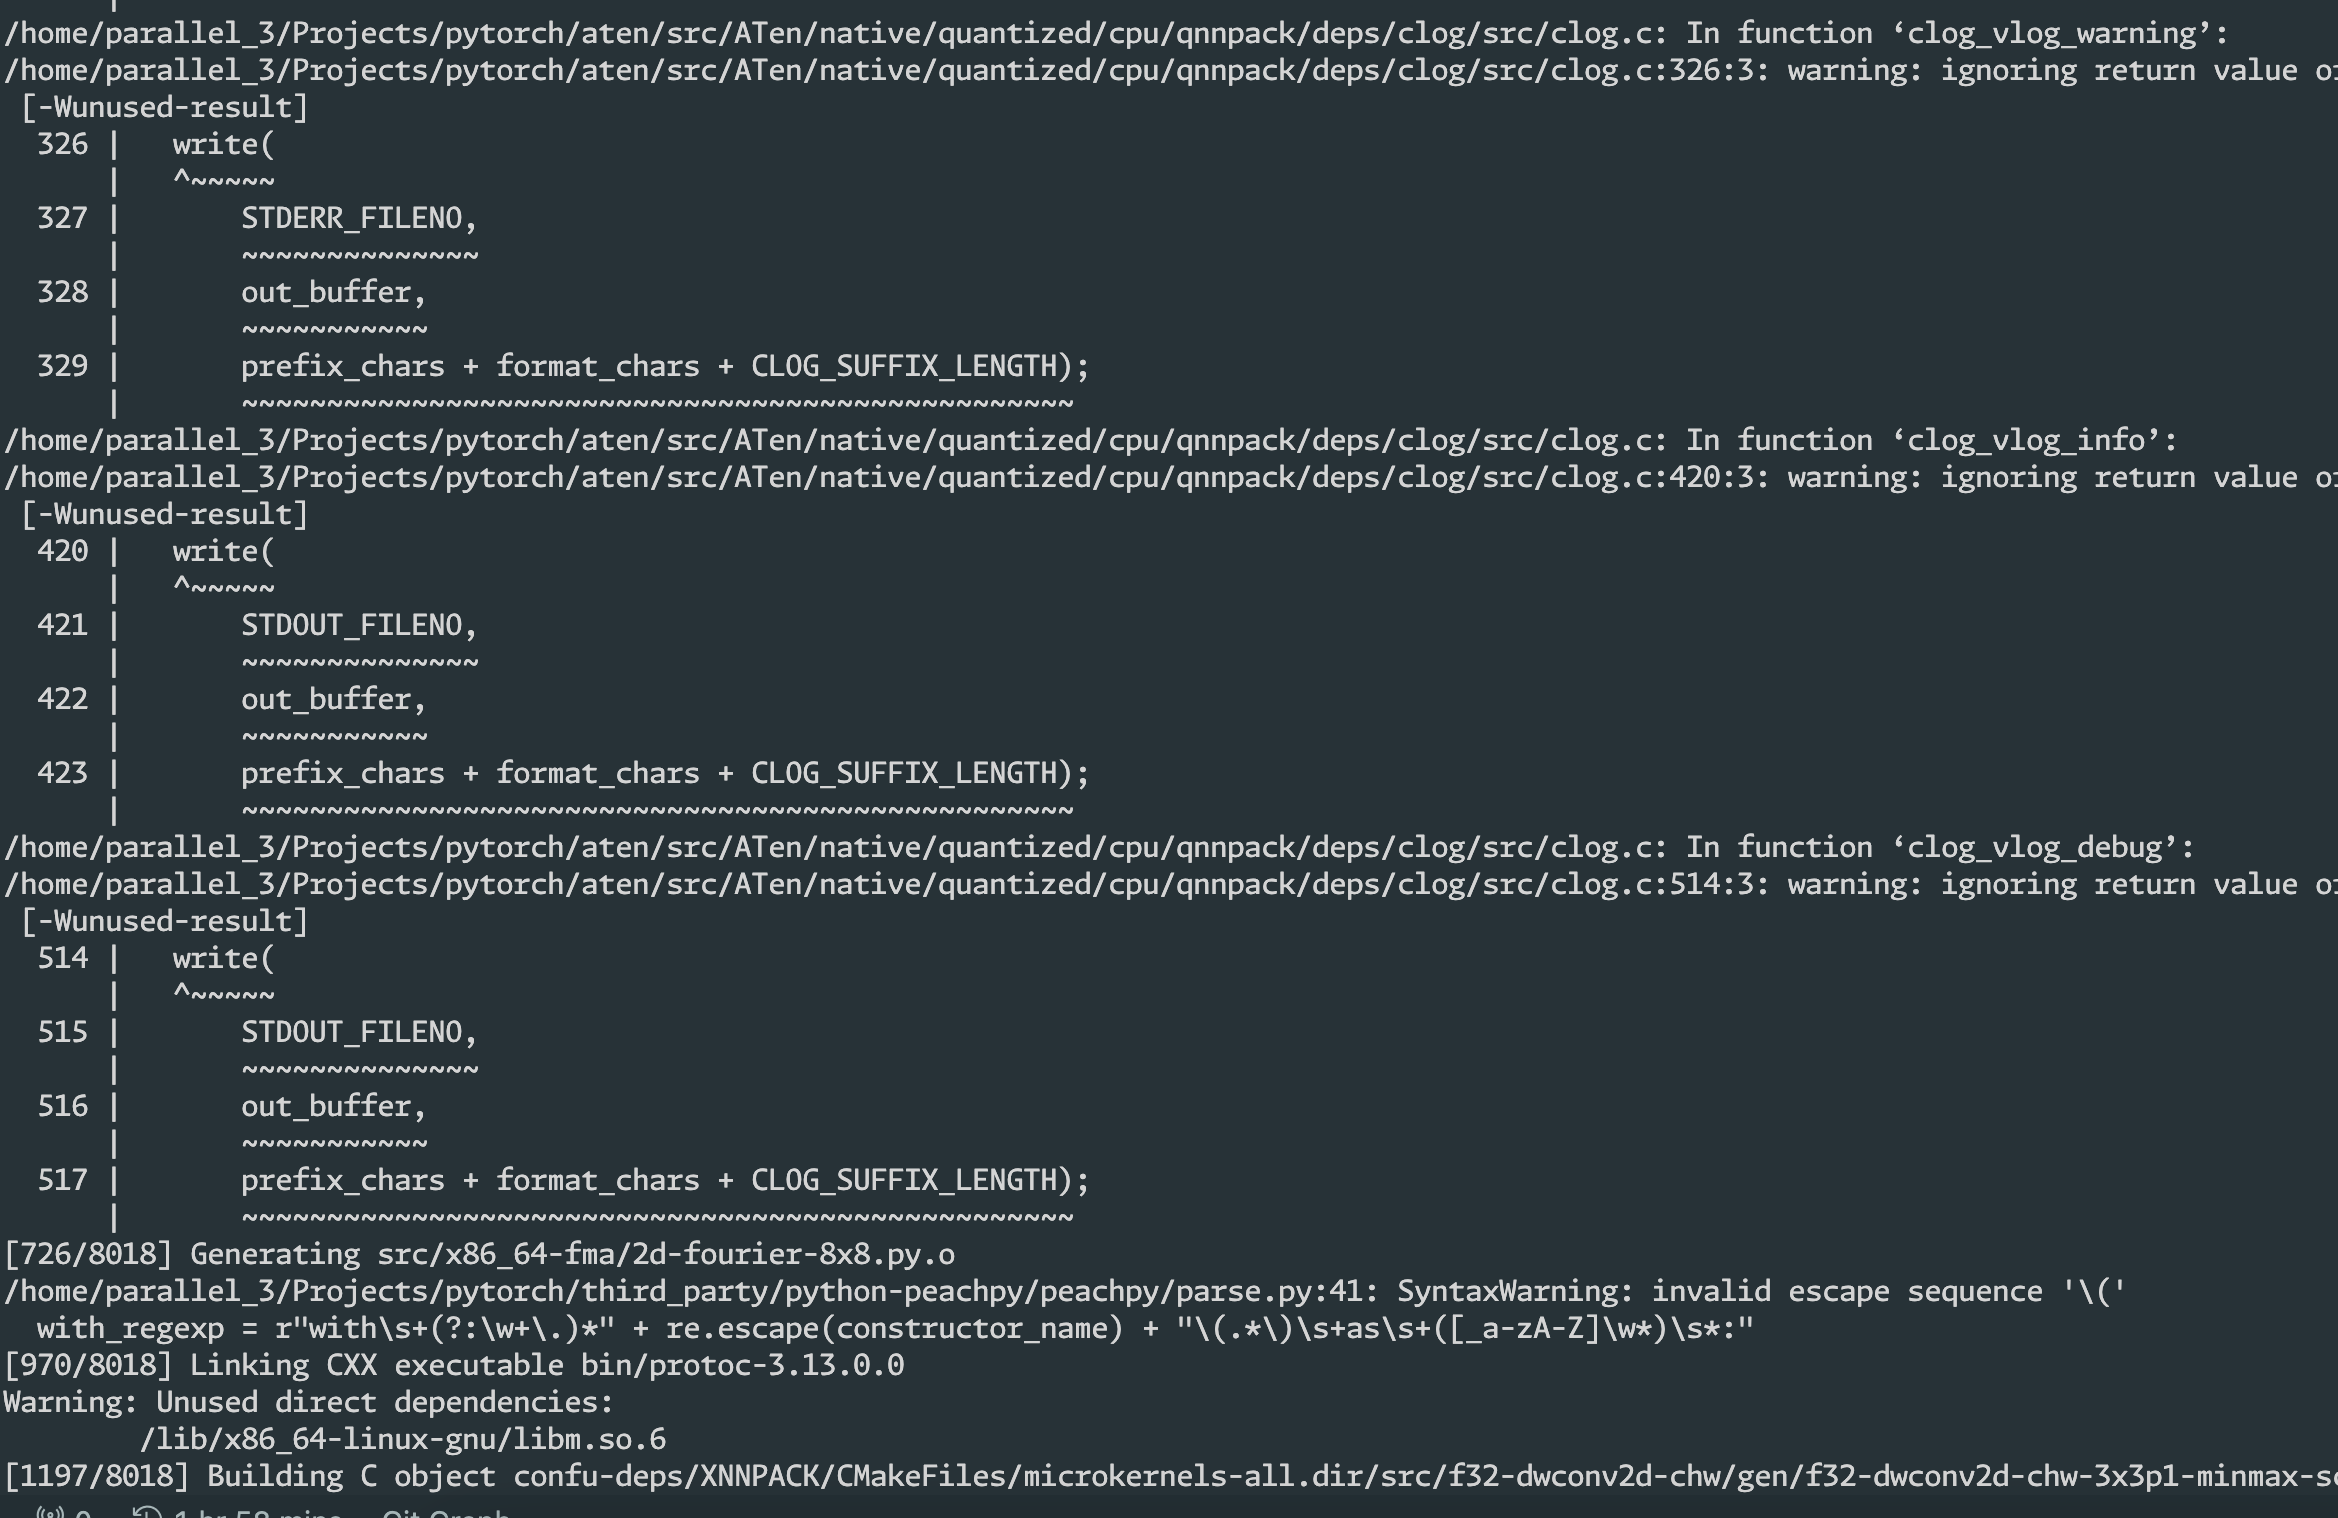 |
/home/parallel_3/Projects/pytorch/aten/src/ATen/native/quantized/cpu/qnnpack/deps/clog/src/clog.c: In function ‘clog_vlog_warning’:
/home/parallel_3/Projects/pytorch/aten/src/ATen/native/quantized/cpu/qnnpack/deps/clog/src/clog.c:326:3: warning: ignoring return value
[-Wunused-result]
326 | write(
| ^~~~~~
327 | STDERR_FILENO,
| ~~~~~~~~~~~~~~
328 | out_buffer,
| ~~~~~~~~~~~
329 | prefix_chars + format_chars + CLOG_SUFFIX_LENGTH);
| ~~~~~~~~~~~~~~~~~~~~~~~~~~~~~~~~~~~~~~~~~~~~~~~~~
/home/parallel_3/Projects/pytorch/aten/src/ATen/native/quantized/cpu/qnnpack/deps/clog/src/clog.c: In function ‘clog_vlog_info’:
/home/parallel_3/Projects/pytorch/aten/src/ATen/native/quantized/cpu/qnnpack/deps/clog/src/clog.c:420:3: warning: ignoring return value
[-Wunused-result]
420 | write(
| ^~~~~~
421 | STDOUT_FILENO,
| ~~~~~~~~~~~~~~
422 | out_buffer,
| ~~~~~~~~~~~
423 | prefix_chars + format_chars + CLOG_SUFFIX_LENGTH);
| ~~~~~~~~~~~~~~~~~~~~~~~~~~~~~~~~~~~~~~~~~~~~~~~~~
/home/parallel_3/Projects/pytorch/aten/src/ATen/native/quantized/cpu/qnnpack/deps/clog/src/clog.c: In function ‘clog_vlog_debug’:
/home/parallel_3/Projects/pytorch/aten/src/ATen/native/quantized/cpu/qnnpack/deps/clog/src/clog.c:514:3: warning: ignoring return value
[-Wunused-result]
514 | write(
| ^~~~~~
515 | STDOUT_FILENO,
| ~~~~~~~~~~~~~~
516 | out_buffer,
| ~~~~~~~~~~~
517 | prefix_chars + format_chars + CLOG_SUFFIX_LENGTH);
| ~~~~~~~~~~~~~~~~~~~~~~~~~~~~~~~~~~~~~~~~~~~~~~~~~
[726/8018] Generating src/x86_64-fma/2d-fourier-8x8.py.o
/home/parallel_3/Projects/pytorch/third_party/python-peachpy/peachpy/parse.py:41: SyntaxWarning: invalid escape sequence '\('
with_regexp = r"with\s+(?:\w+\.)*" + re.escape(constructor_name) + "\(.*\)\s+as\s+([_a-zA-Z]\w*)\s*:"
[970/8018] Linking CXX executable bin/protoc-3.13.0.0
Warning: Unused direct dependencies:
/lib/x86_64-linux-gnu/libm.so.6
[1197/8018] Building C object confu-deps/XNNPACK/CMakeFiles/microkernels-all.dir/src/f32-dwconv2d-chw/gen/f32-dwconv2d-chw-3x3p1-minmax-s